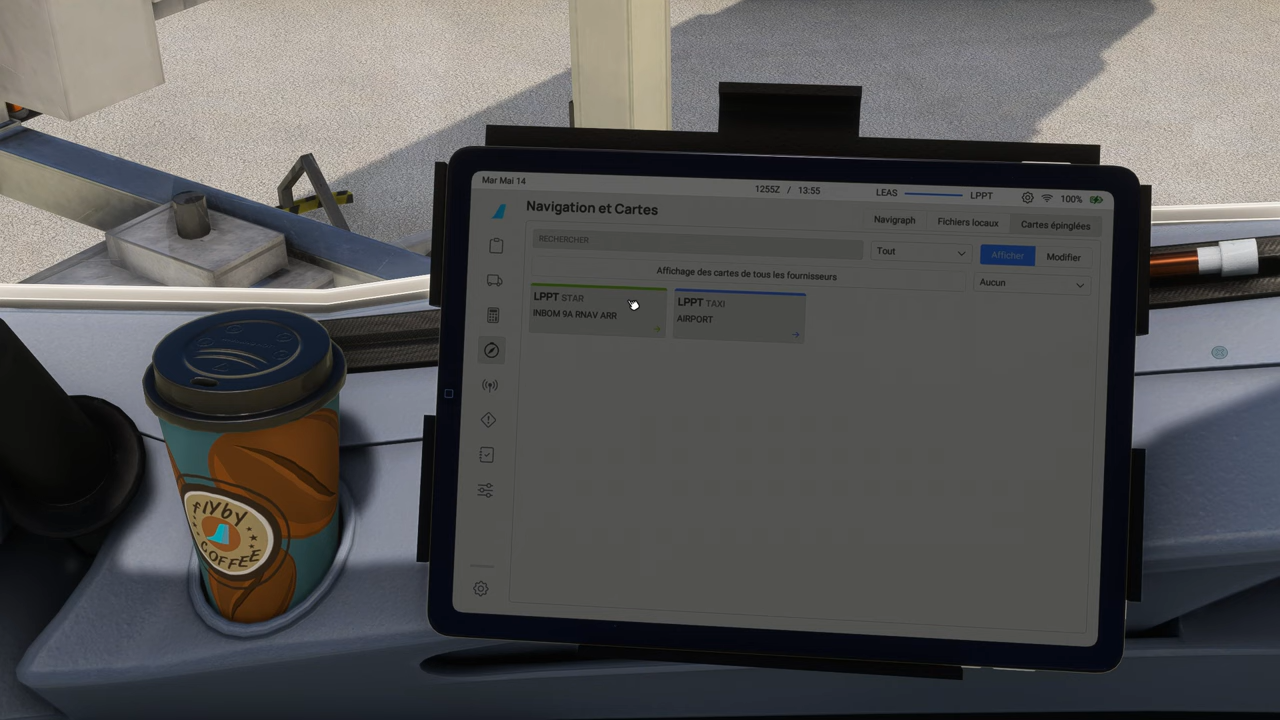 Mar Mai 14
1255Z / 13:55
LEAS
LPPT
100%
Navigation et Cartes
Navigraph
Fichiers locaux
Cartes épinglées
RECHERCHER
Tout
Afficher
Modifier
Affichage des cartes de tous les fournisseurs
Aucun
LPPT STAR
INBOM 9A RNAV ARR
LPPT TAXI
AIRPORT
flyby
COFFEE